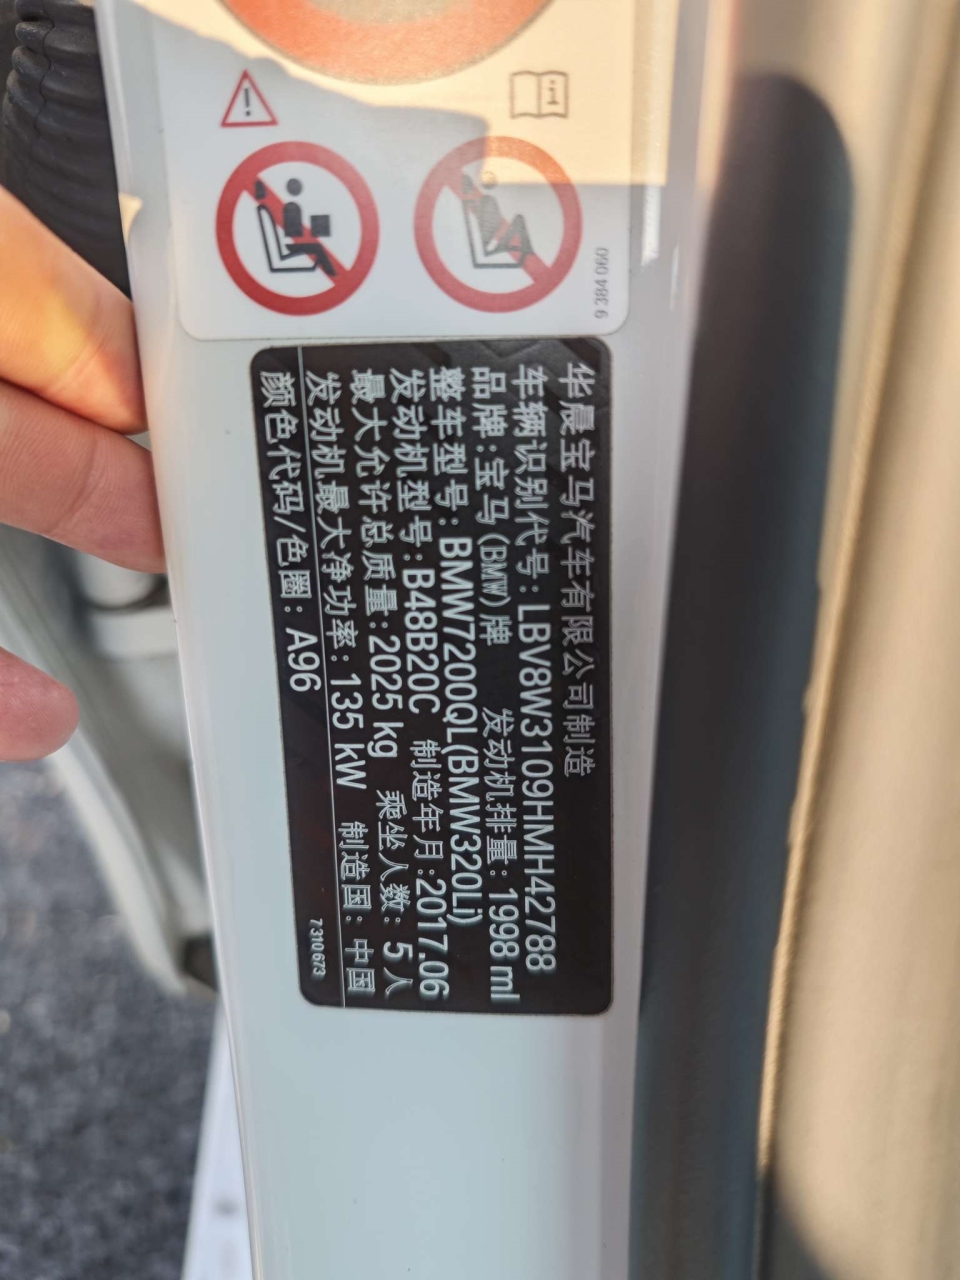 华晨宝马汽车有限公司制造
车辆识别代号:LBV8W3109HMH42788
品牌:宝马(BMW)牌 发动机排量:1998 ml
整车型号:BMW7200QL(BMW320Li)
发动机型号:B48B20C 制造年月:2017.06
最大允许总质量:2025 kg 乘坐人数:5人
发动机最大净功率:135 kW 制造国:中国
颜色代码/色圈:A96
7310673
9 384 060